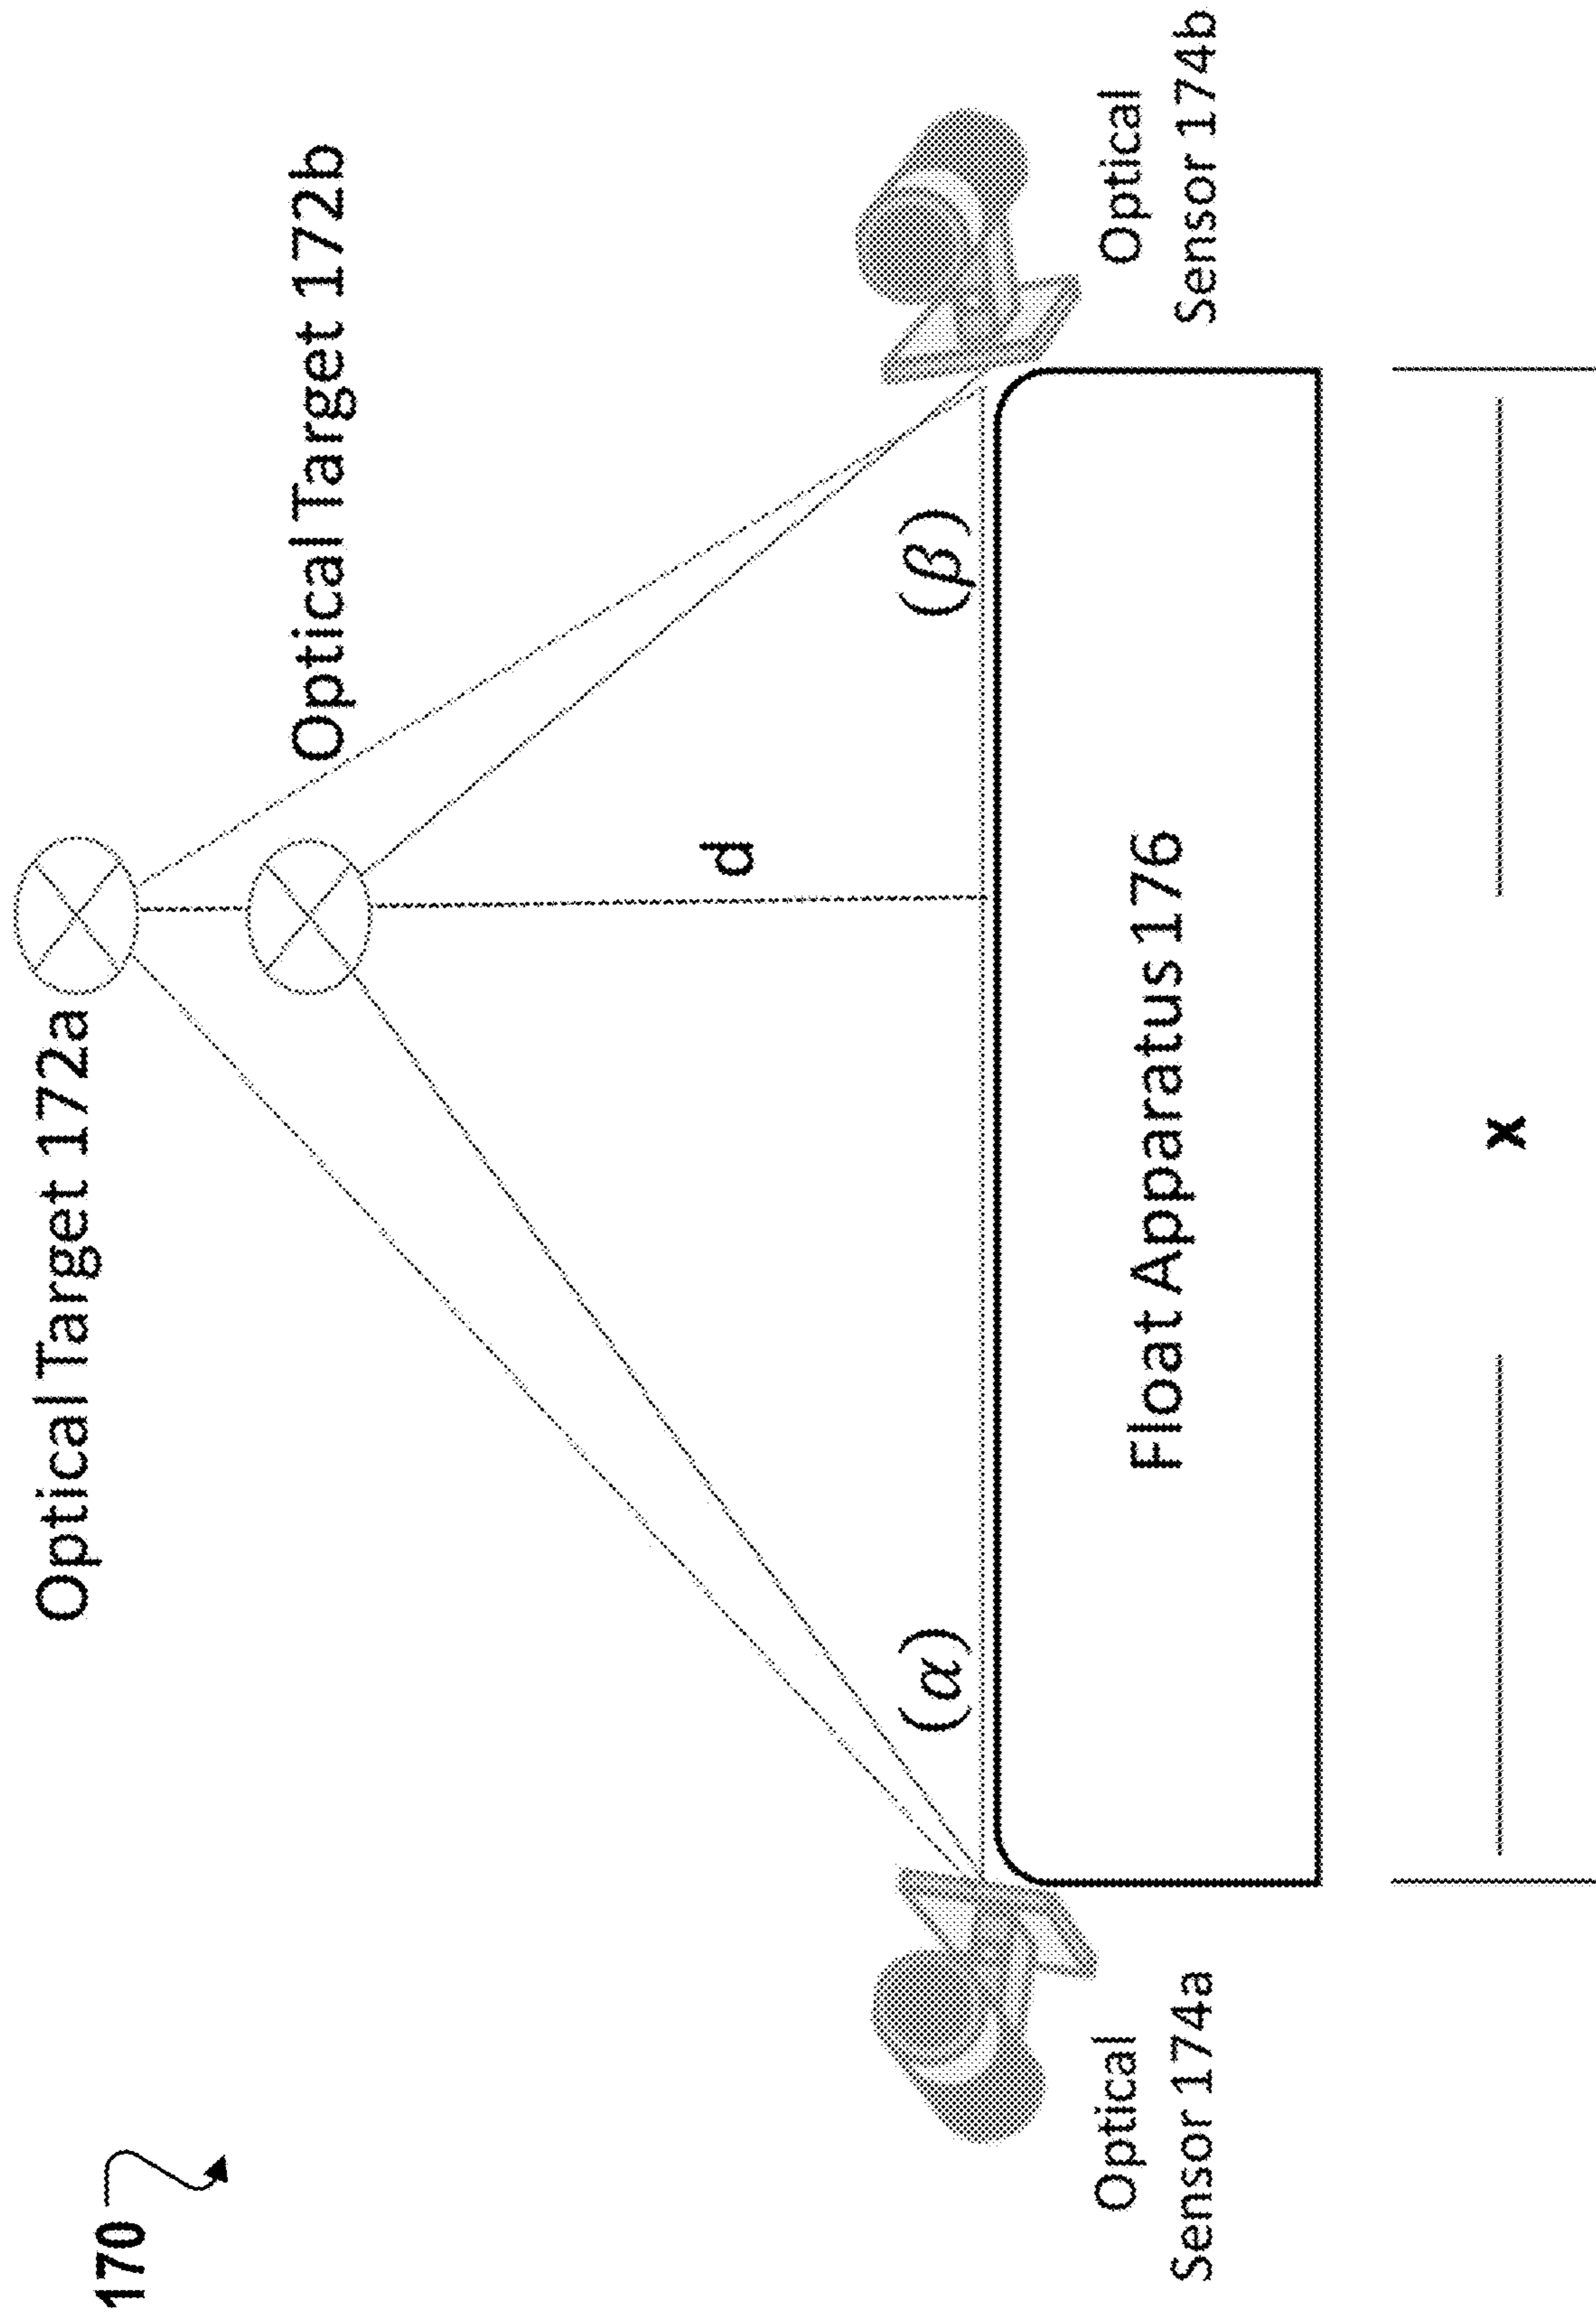 170
Optical Target 172a
Optical Target 172b
d
(α)
(β)
Optical
Sensor 174a
Optical
Sensor 174b
Float Apparatus 176
x